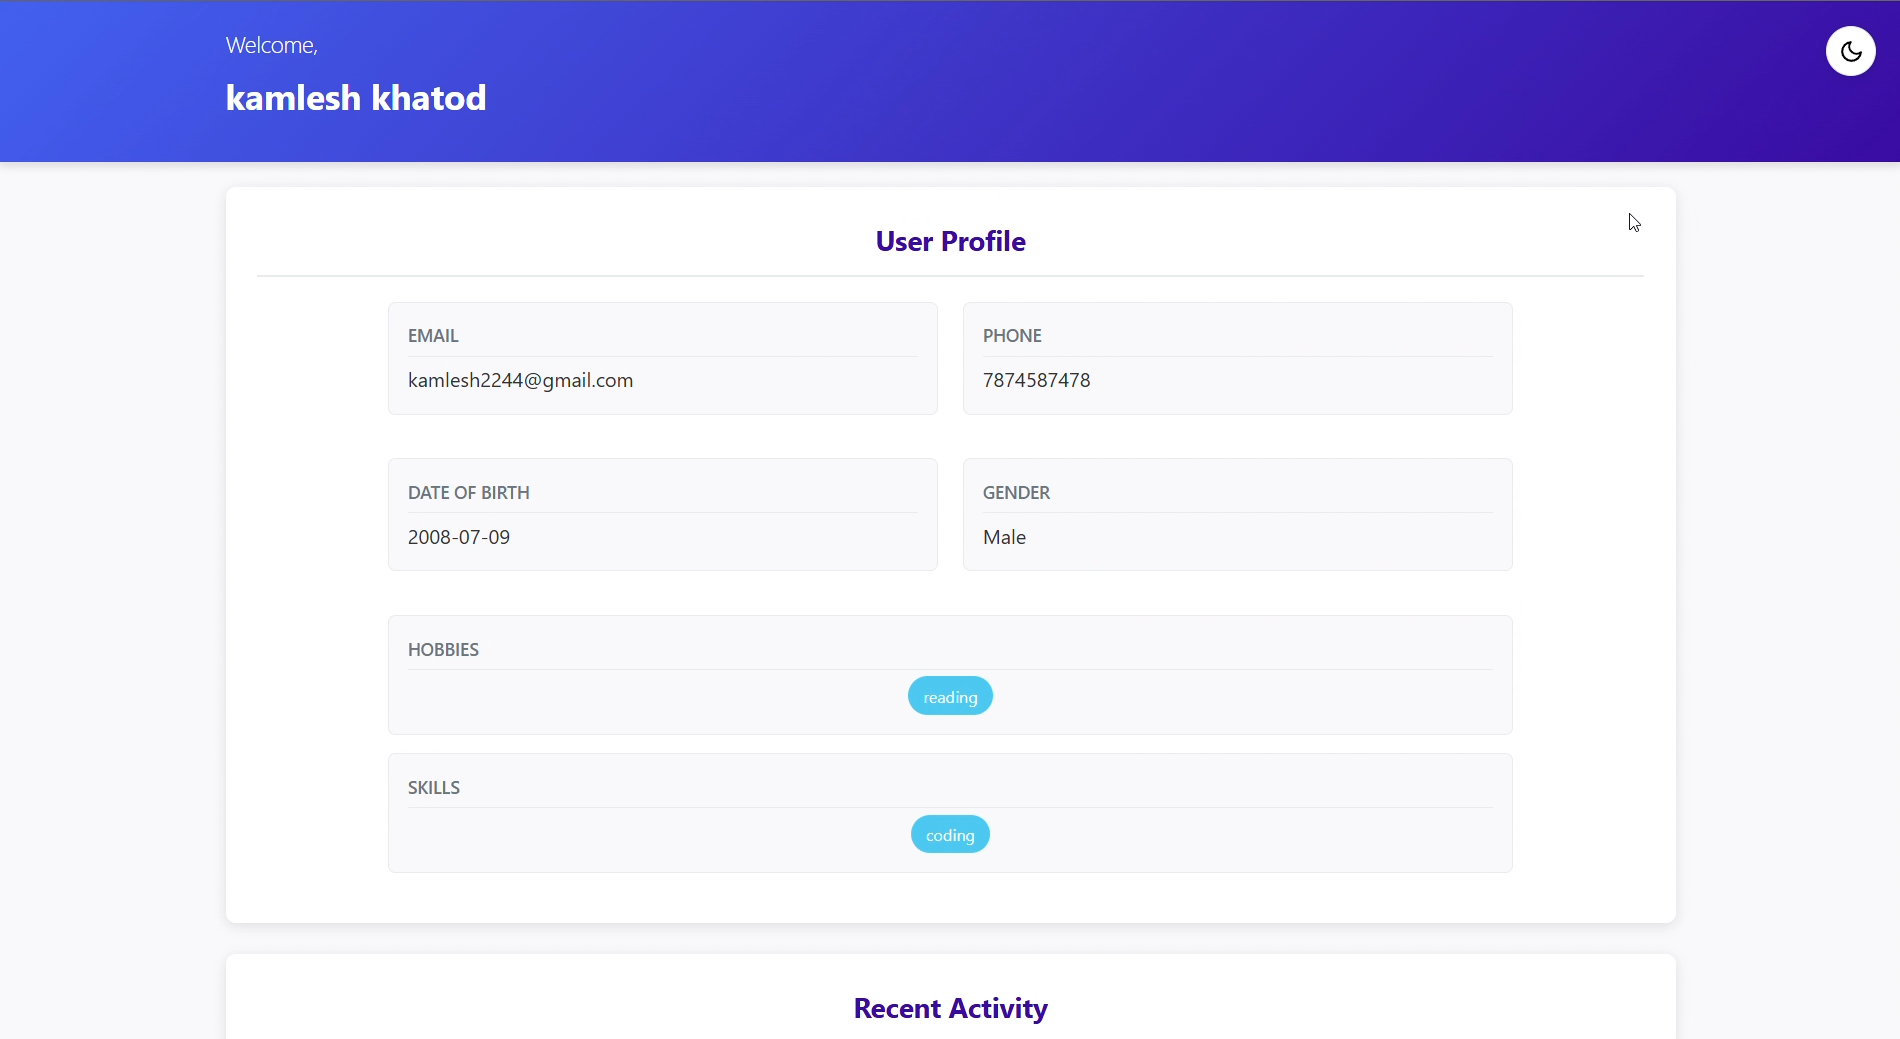 Welcome,
kamlesh khatod
User Profile
EMAIL
kamlesh2244@gmail.com
PHONE
7874587478
DATE OF BIRTH
2008-07-09
GENDER
Male
HOBBIES
reading
SKILLS
coding
Recent Activity